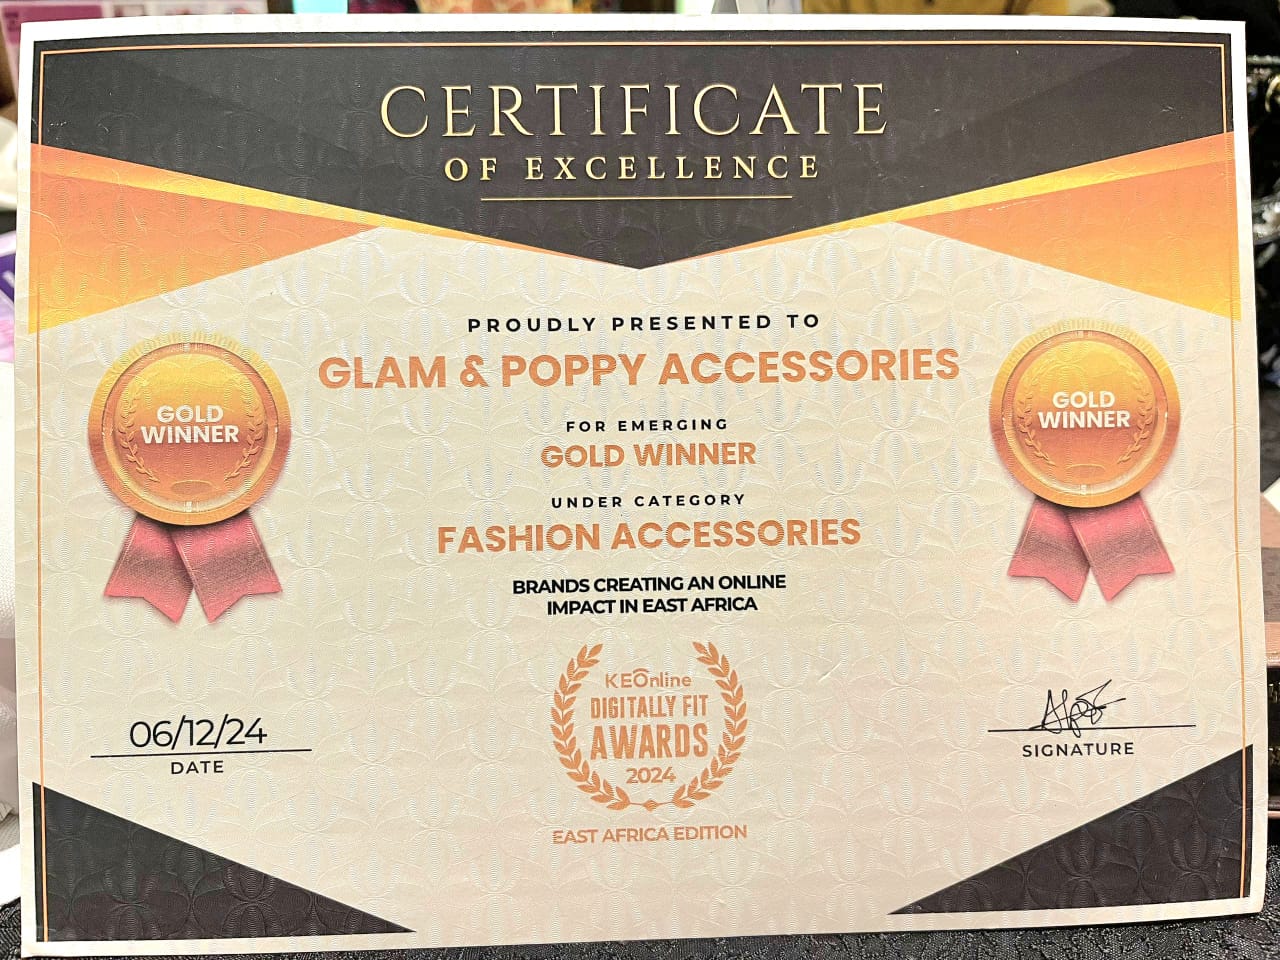 CERTIFICATE
OF EXCELLENCE
PROUDLY PRESENTED TO
GLAM & POPPY ACCESSORIES
FOR EMERGING
GOLD WINNER
UNDER CATEGORY
FASHION ACCESSORIES
BRANDS CREATING AN ONLINE
IMPACT IN EAST AFRICA
GOLD
WINNER
GOLD
WINNER
KEOnline
DIGITALLY FIT
AWARDS
2024
EAST AFRICA EDITION
06/12/24
DATE
SIGNATURE